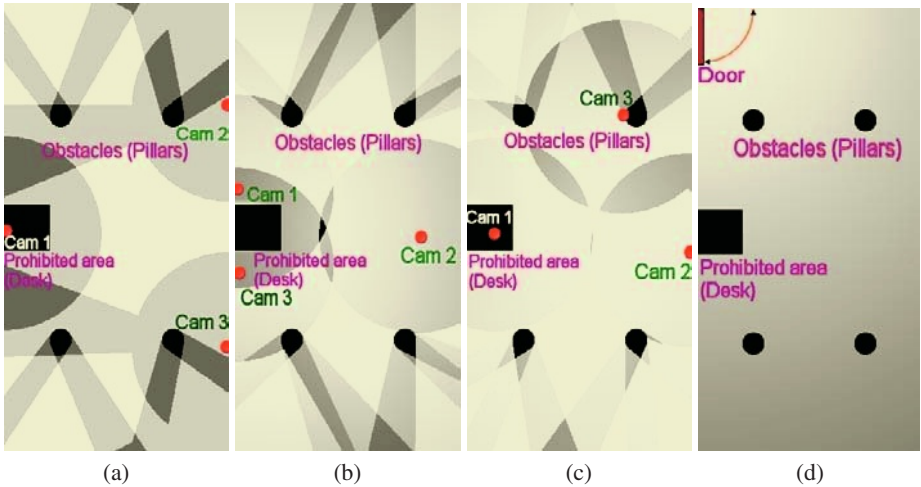 Cam 2
Obstacles (Pillars)
Cam 1
Prohibited area
(Desk)
Cam 3
(a)
Obstacles (Pillars)
Cam 1
Cam 2
Prohibited area
(Desk)
Cam 3
(b)
Cam 3
Obstacles (Pillars)
Cam 1
Prohibited area
(Desk)
Cam 2
(c)
Door
Obstacles (Pillars)
Prohibited area
(Desk)
(d)